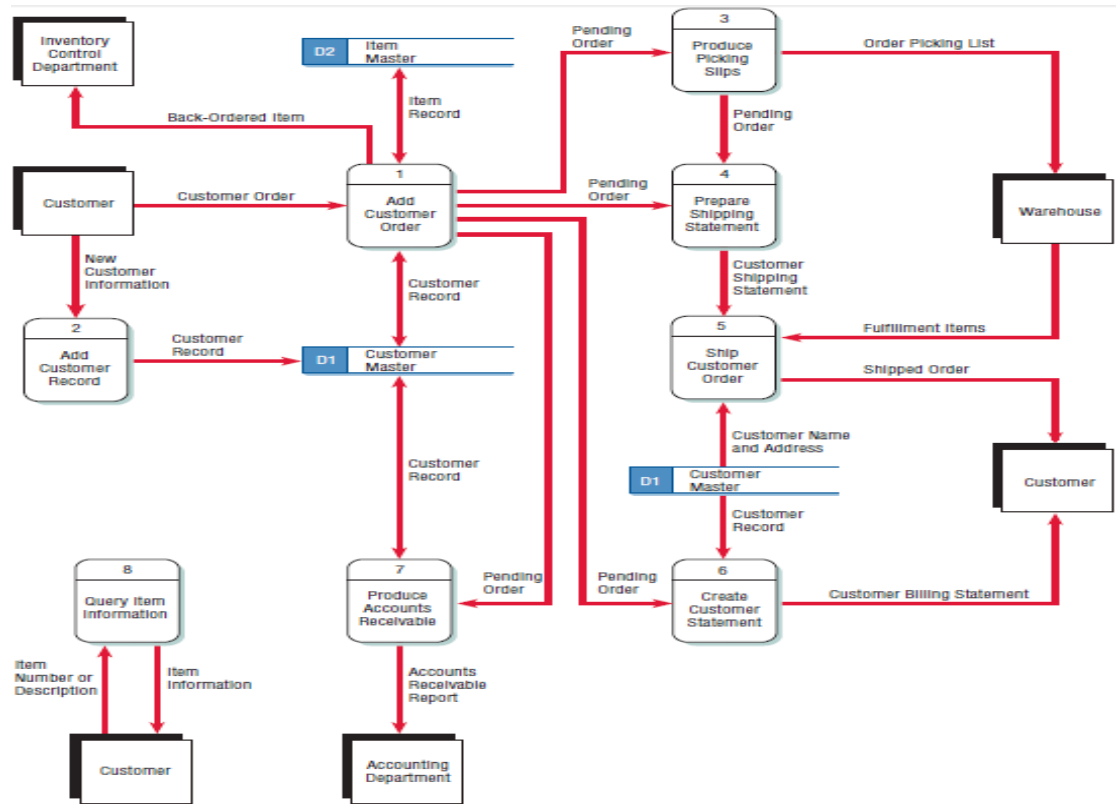 Inventory
Control
Department
D2
Item
Master
Pending
Order
3
Produce
Picking
Slips
Order Picking List
Back-Ordered Item
Item
Record
Pending
Order
Customer
Customer Order
1
Add
Customer
Order
Pending
Order
4
Prepare
Shipping
Statement
Warehouse
New
Customer
Information
Customer
Record
Customer
Shipping
Statement
2
Add
Customer
Record
Customer
Record
D1
Customer
Master
5
Ship
Customer
Order
Fulfillment Items
Shipped Order
Customer
Record
Customer Name
and Address
D1
Customer
Master
Customer
Customer
Record
8
Query Item
Information
7
Produce
Accounts
Receivable
Pending
Order
Pending
Order
6
Create
Customer
Statement
Customer Billing Statement
Item
Number or
Description
Item
Information
Accounts
Receivable
Report
Customer
Accounting
Department